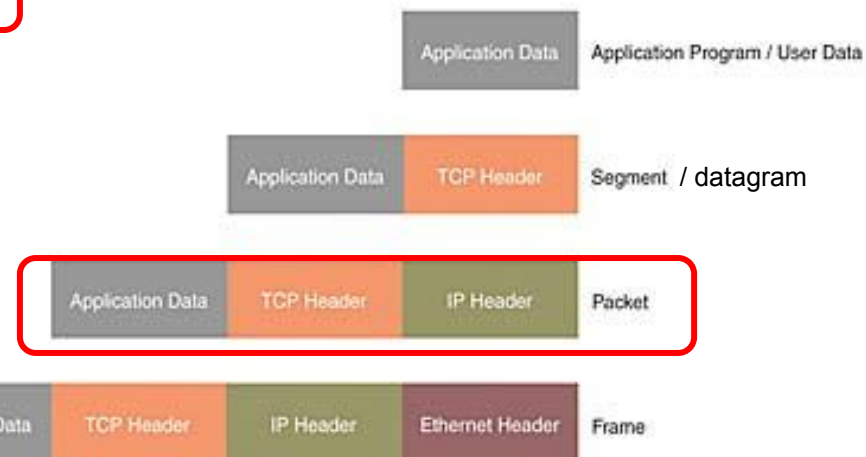 Application Data Application Program / User Data
Application Data TCP Header Segment / datagram
Application Data TCP Header IP Header Packet
Data TCP Header IP Header Ethernet Header Frame